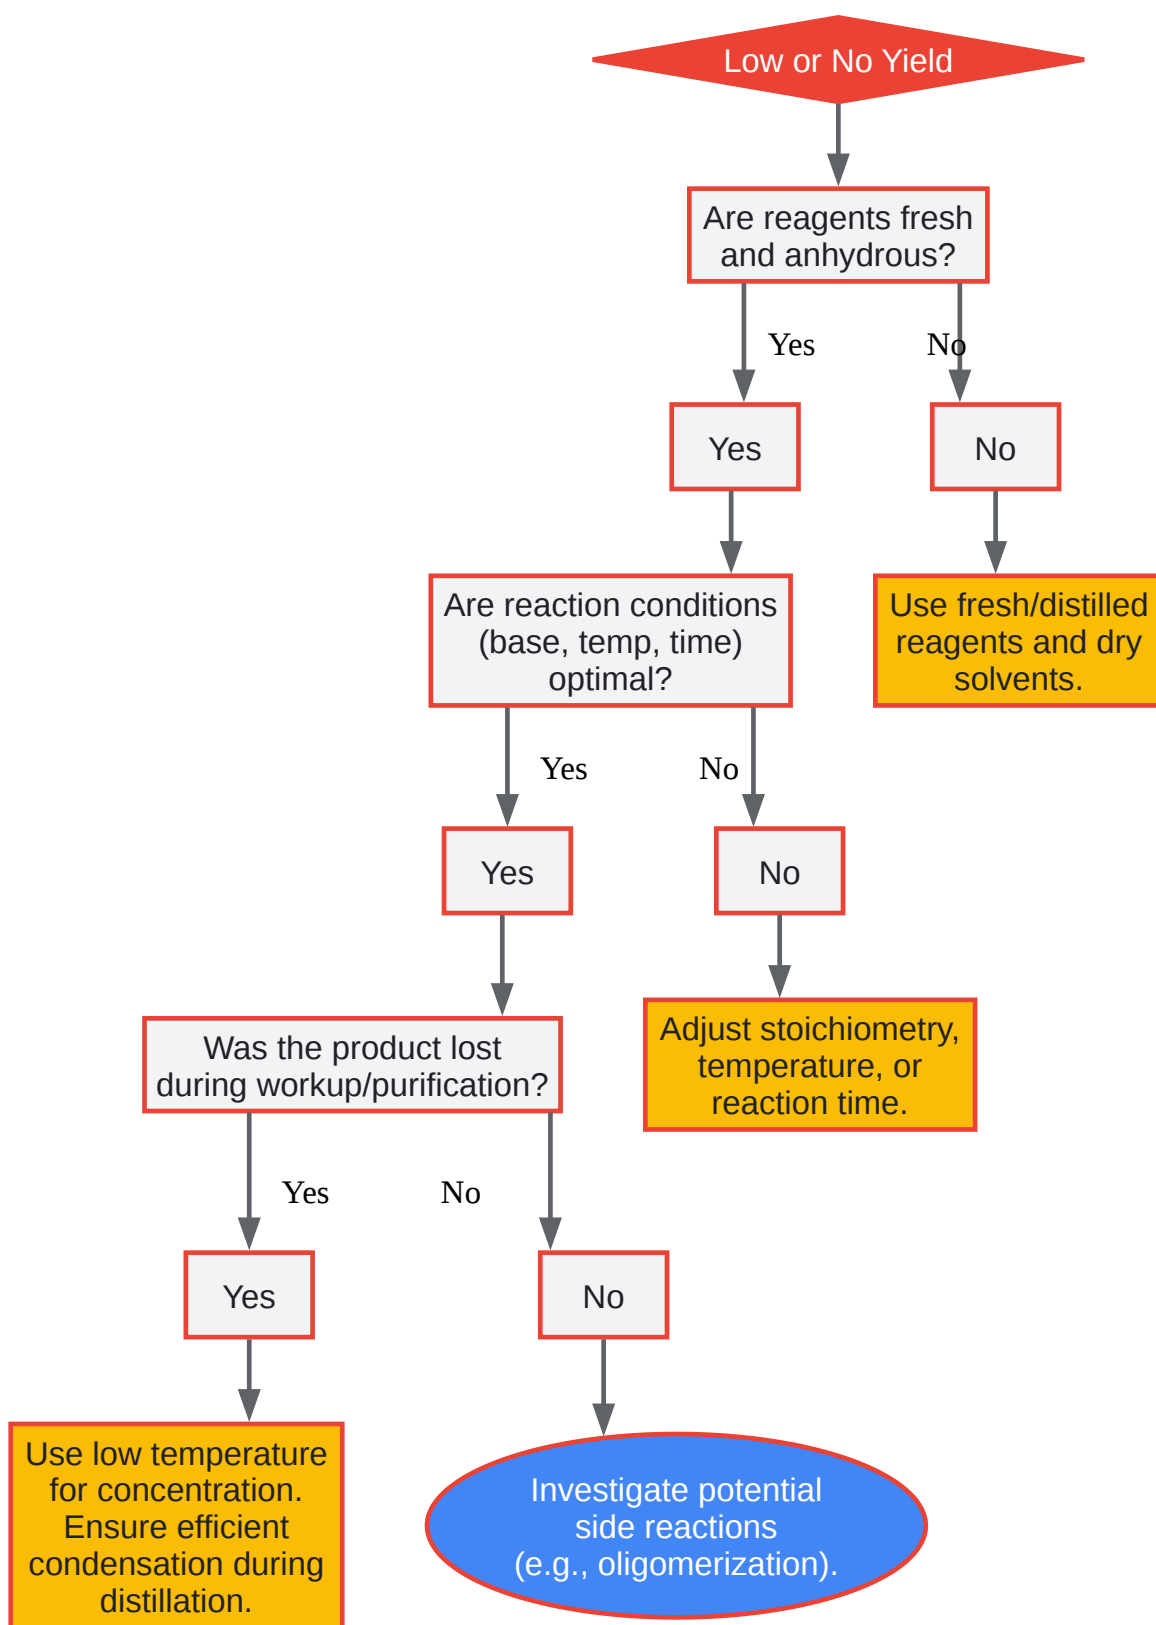 Low or No Yield
Are reagents fresh
and anhydrous?
Yes
No
Yes
No
Are reaction conditions
(base, temp, time)
optimal?
Use fresh/distilled
reagents and dry
solvents.
Yes
No
Yes
No
Was the product lost
during workup/purification?
Adjust stoichiometry,
temperature, or
reaction time.
Yes
No
Yes
No
Use low temperature
for concentration.
Ensure efficient
condensation during
distillation.
Investigate potential
side reactions
(e.g., oligomerization).